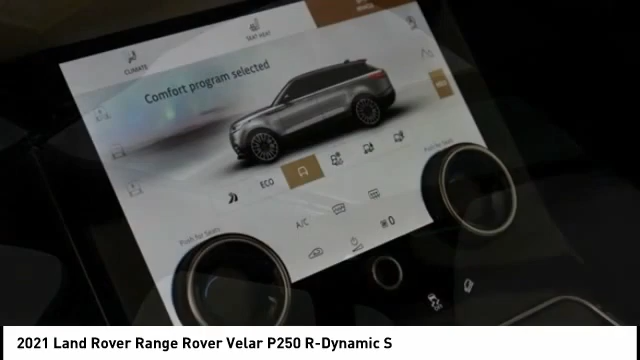 CLIMATE
SEAT HEAT
Comfort program selected
ECO
Push for Seats
Push for Seats
A/C
0
2021 Land Rover Range Rover Velar P250 R-Dynamic S